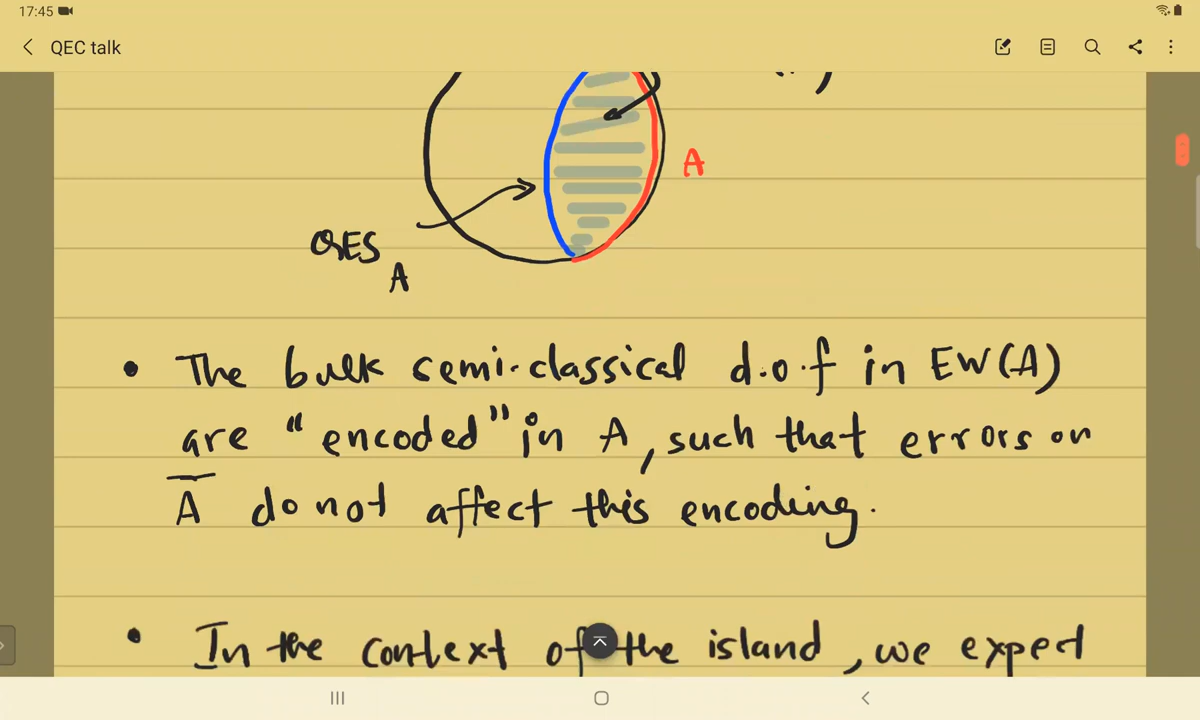 17:45
QEC talk
A
QES A
• The bulk semi-classical d.o.f in EW(A)
are "encoded" in A, such that errors on
A̅ do not affect this encoding.
• In the context of the island, we expect